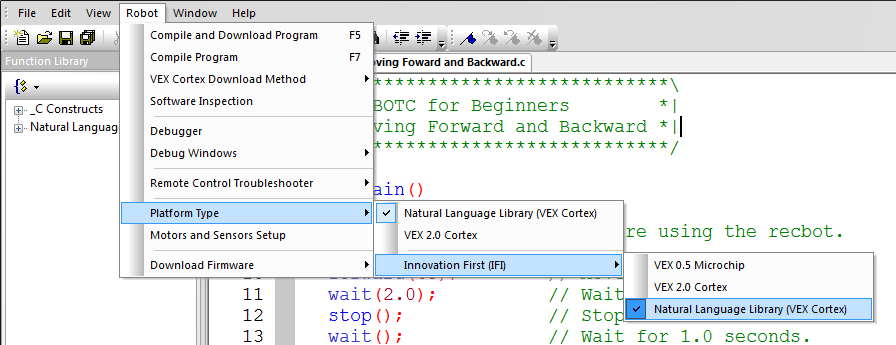 File Edit View Robot Window Help
Compile and Download Program F5
Compile Program F7
VEX Cortex Download Method
Software Inspection
Debugger
Debug Windows
Remote Control Troubleshooter
Platform Type
Motors and Sensors Setup
Download Firmware
Function Library
_C Constructs
Natural Languag
Natural Language Library (VEX Cortex)
VEX 2.0 Cortex
Innovation First (IFI)
VEX 0.5 Microchip
VEX 2.0 Cortex
Natural Language Library (VEX Cortex)
oving Foward and Backward.c
****************************\
BOTC for Beginners *|
ving Forward and Backward *|
****************************/
ain()
re using the recbot.
11 wait(2.0); // Wait
12 stop(); // Stop
13 wait(); // Wait for 1.0 seconds.